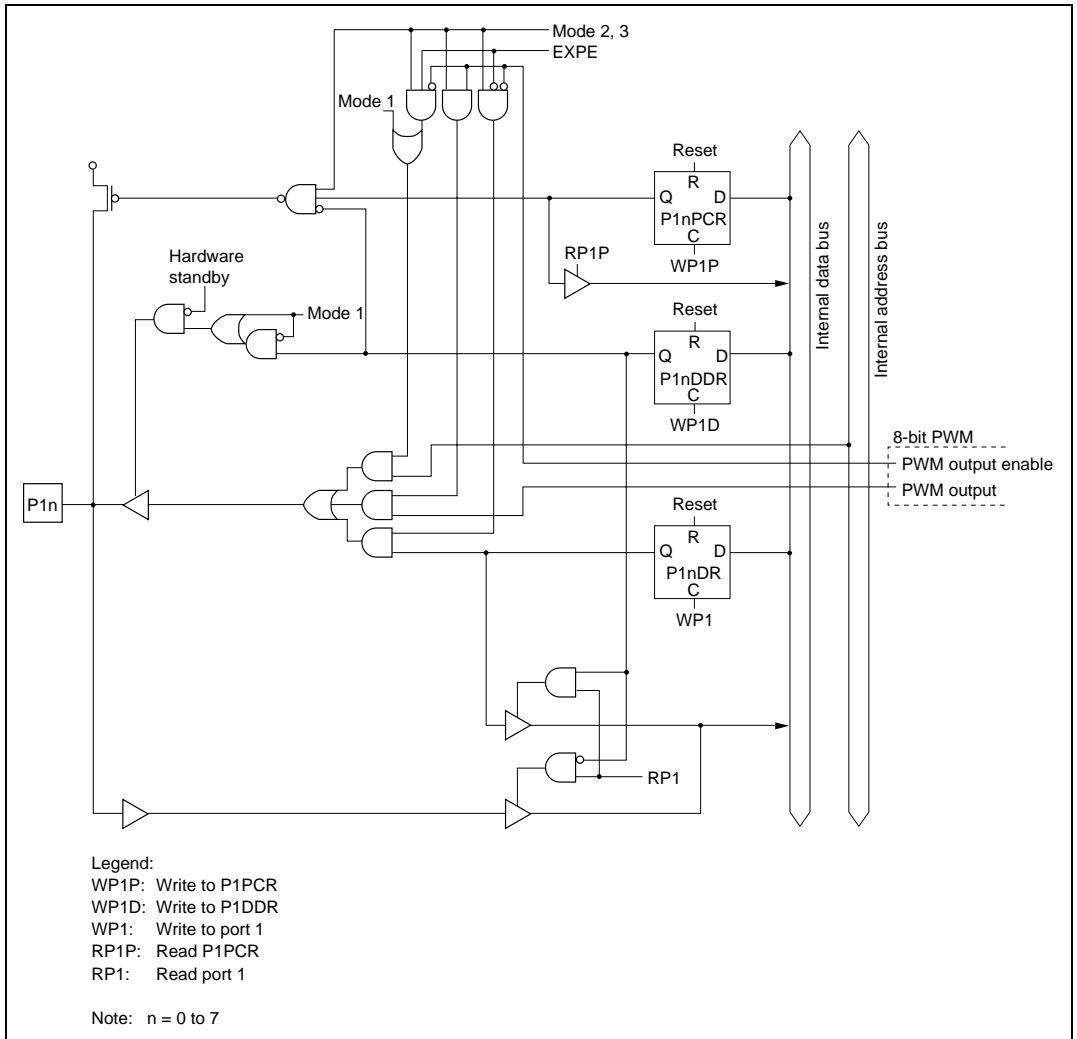 Mode 2, 3
EXPE
Mode 1
Reset
R
Q D
P1nPCR
C
WP1P
RP1P
Hardware
standby
Mode 1
Reset
R
Q D
P1nDDR
C
WP1D
Internal data bus
Internal address bus
8-bit PWM
PWM output enable
PWM output
P1n
Reset
R
Q D
P1nDR
C
WP1
RP1
Legend:
WP1P: Write to P1PCR
WP1D: Write to P1DDR
WP1: Write to port 1
RP1P: Read P1PCR
RP1: Read port 1
Note: n = 0 to 7